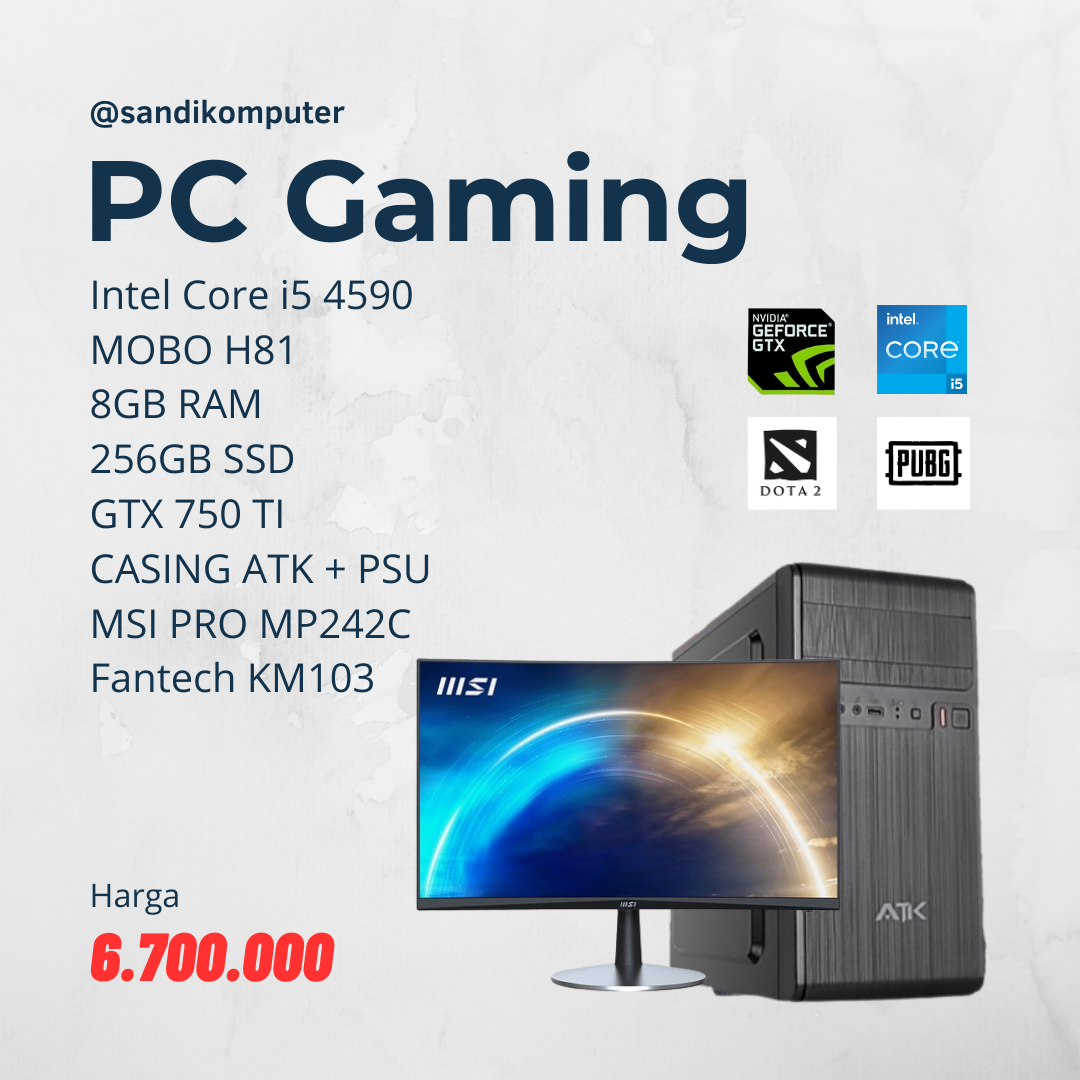 @sandikomputer
PC Gaming
Intel Core i5 4590
MOBO H81
8GB RAM
256GB SSD
GTX 750 TI
CASING ATK + PSU
MSI PRO MP242C
Fantech KM103
NVIDIA®
GEFORCE®
GTX
intel.
CORE
i5
DOTA 2
PUBG
msi
msi
ATK
Harga
6.700.000